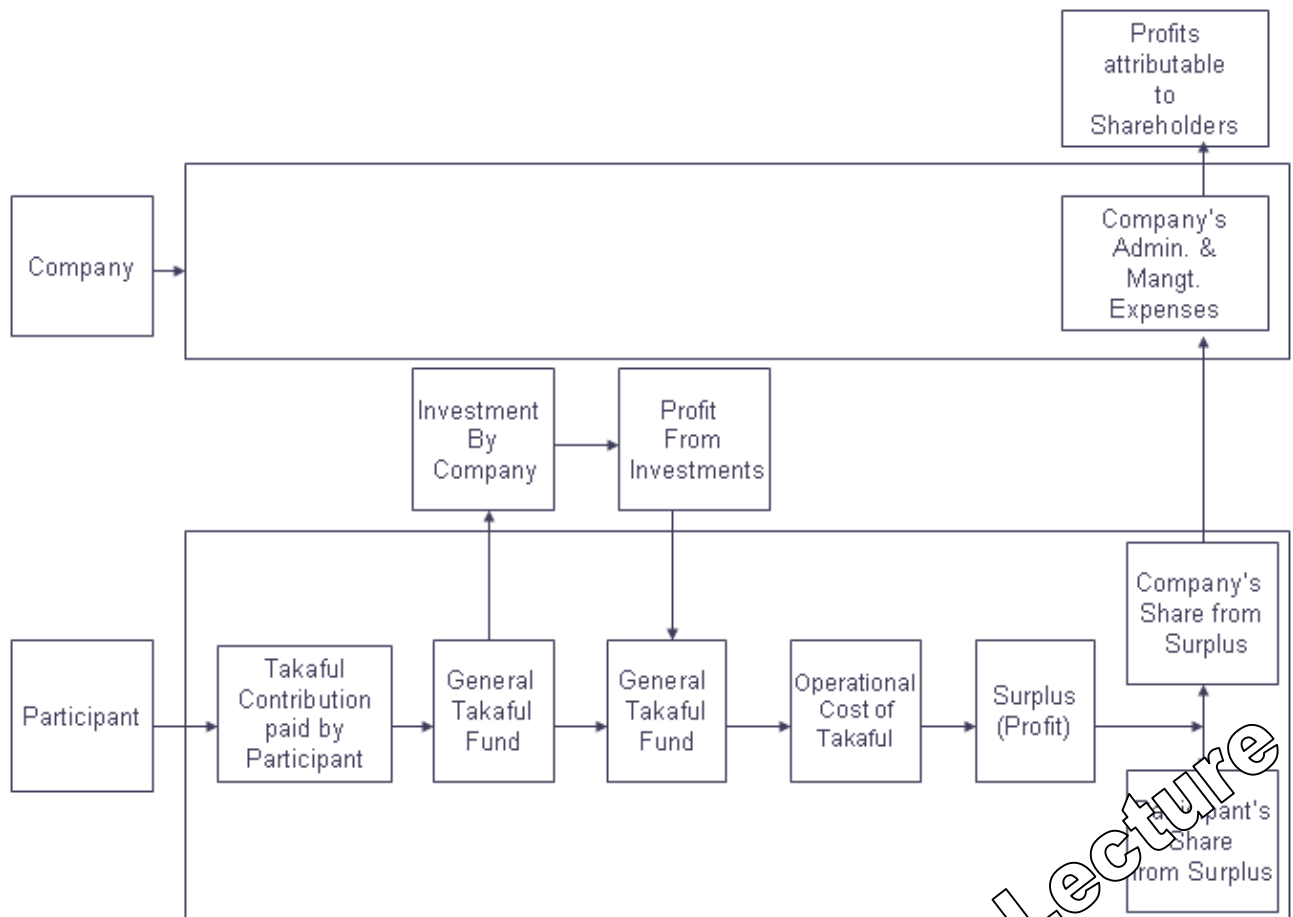 Profits
attributable
to
Shareholders
Company
Company's
Admin. &
Mangt.
Expenses
Investment
By
Company
Profit
From
Investments
Company's
Share from
Surplus
Participant
Takaful
Contribution
paid by
Participant
General
Takaful
Fund
General
Takaful
Fund
Operational
Cost of
Takaful
Surplus
(Profit)
Participant's
Share
from Surplus
Lecture